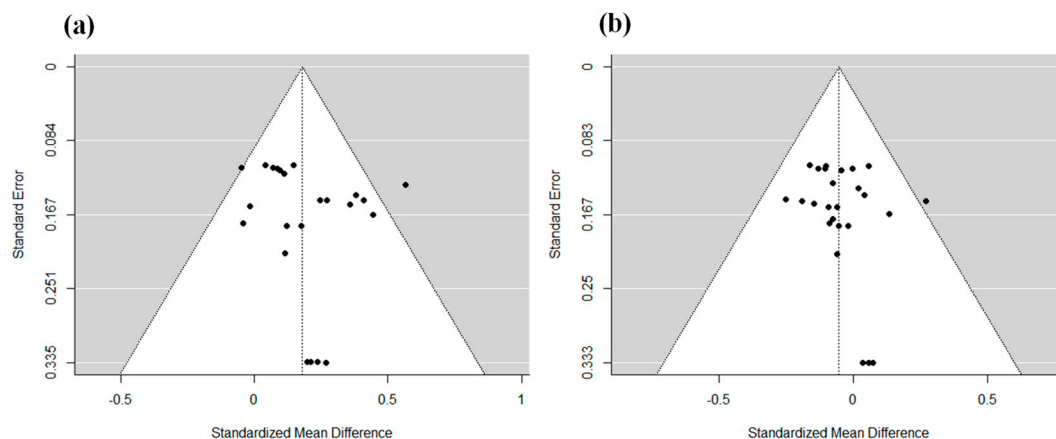 (a)
(b)
Standard Error
0
0.084
0.167
0.251
0.335
-0.5
0
0.5
1
Standardized Mean Difference
Standard Error
0
0.083
0.167
0.25
0.333
-0.5
0
0.5
Standardized Mean Difference